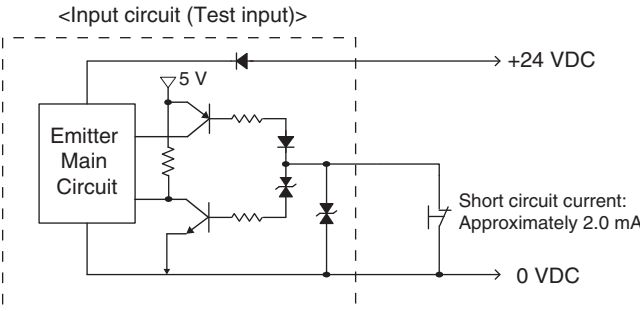 <Input circuit (Test input)>
+24 VDC
5 V
Emitter
Main
Circuit
Short circuit current:
Approximately 2.0 mA
0 VDC